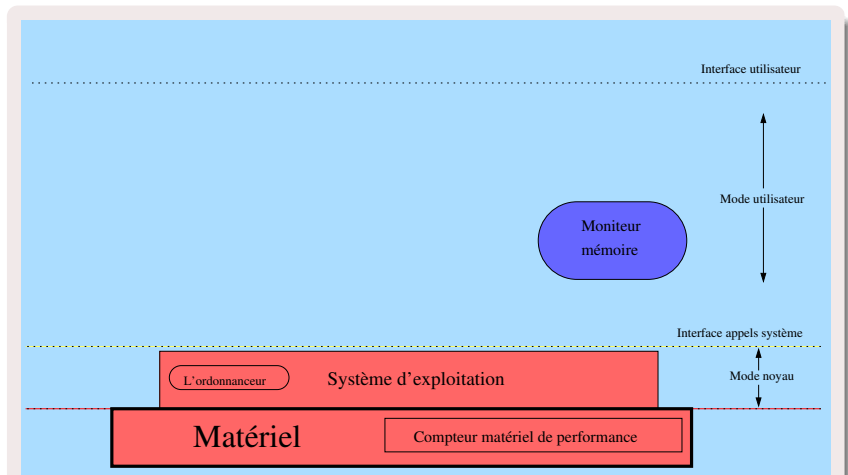 Interface utilisateur
Mode utilisateur
Moniteur
mémoire
Interface appels système
L'ordonnanceur
Système d'exploitation
Mode noyau
Matériel
Compteur matériel de performance